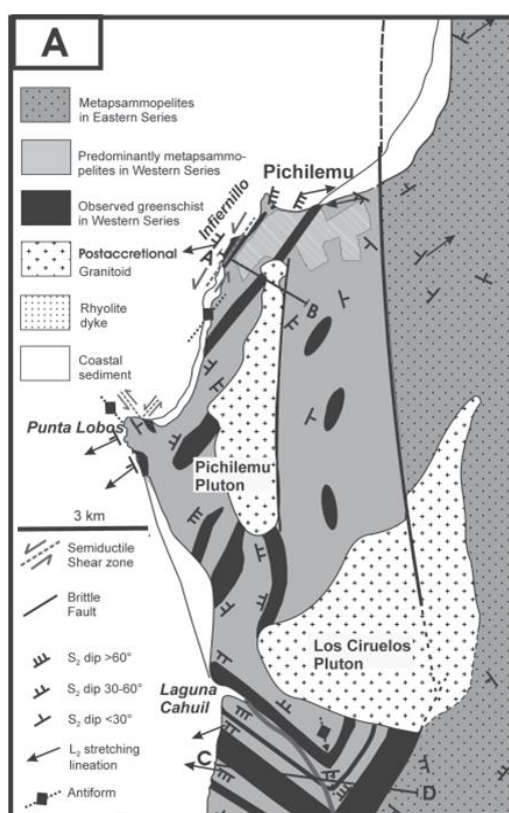 A
Metapsammopelites
in Eastern Series
Predominantly metapsammo-
pelites in Western Series
Observed greenschist
in Western Series
Postaccretional
Granitoid
Rhyolite
dyke
Coastal
sediment
Pichilemu
Infiernillo
A
B
Punta Lobos
Pichilemu
Pluton
3 km
Semiductile
Shear zone
Brittle
Fault
S₂ dip >60°
S₂ dip 30-60°
S₂ dip <30°
L₂ stretching
lineation
Antiform
Los Ciruelos
Pluton
Laguna
Cahuil
C
D